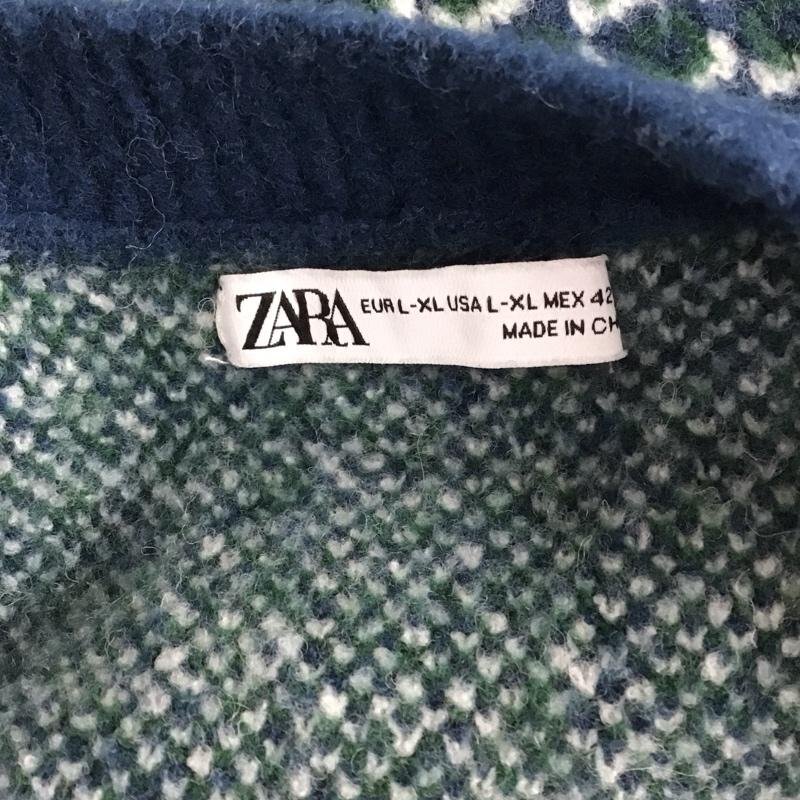 ZARA EUR L-XL USA L-XL MEX 42
MADE IN CH